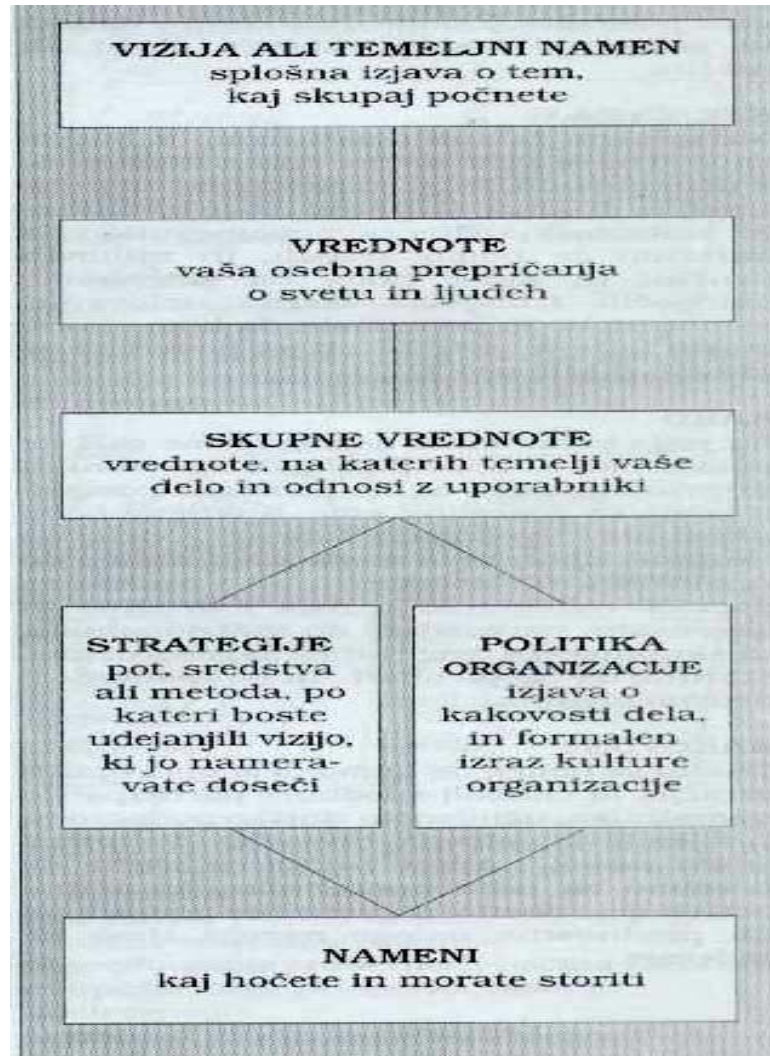 VIZIJA ALI TEMELJNI NAMEN
splošna izjava o tem,
kaj skupaj počnete
VREDNOTE
vaša osebna prepričanja
o svetu in ljudeh
SKUPNE VREDNOTE
vrednote, na katerih temelji vaše
delo in odnosi z uporabniki
STRATEGIJE
pot, sredstva
ali metoda, po
kateri boste
udejanjili vizijo,
ki jo namera-
vate doseči
POLITIKA
ORGANIZACIJE
izjava o
kakovosti dela,
in formalen
izraz kulture
organizacije
NAMENI
kaj hočete in morate storiti